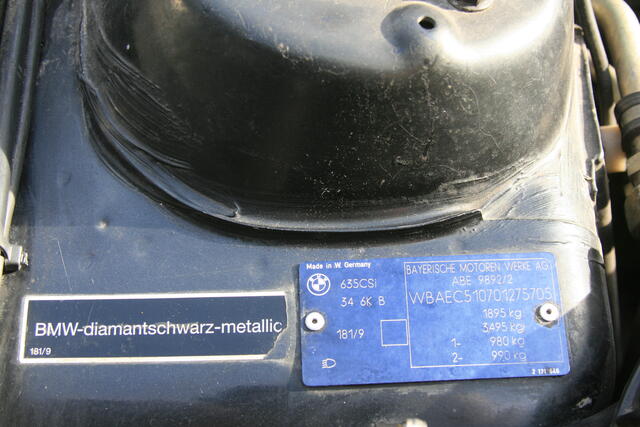 BMW-diamantschwarz-metallic
181/9
Made in W. Germany
635CSI
34 6K B
181/9
BAYERISCHE MOTOREN WERKE AG
ABE 9892/2
WBAEC510701275705
1895 kg
3495 kg
1- 980 kg
2- 990 kg